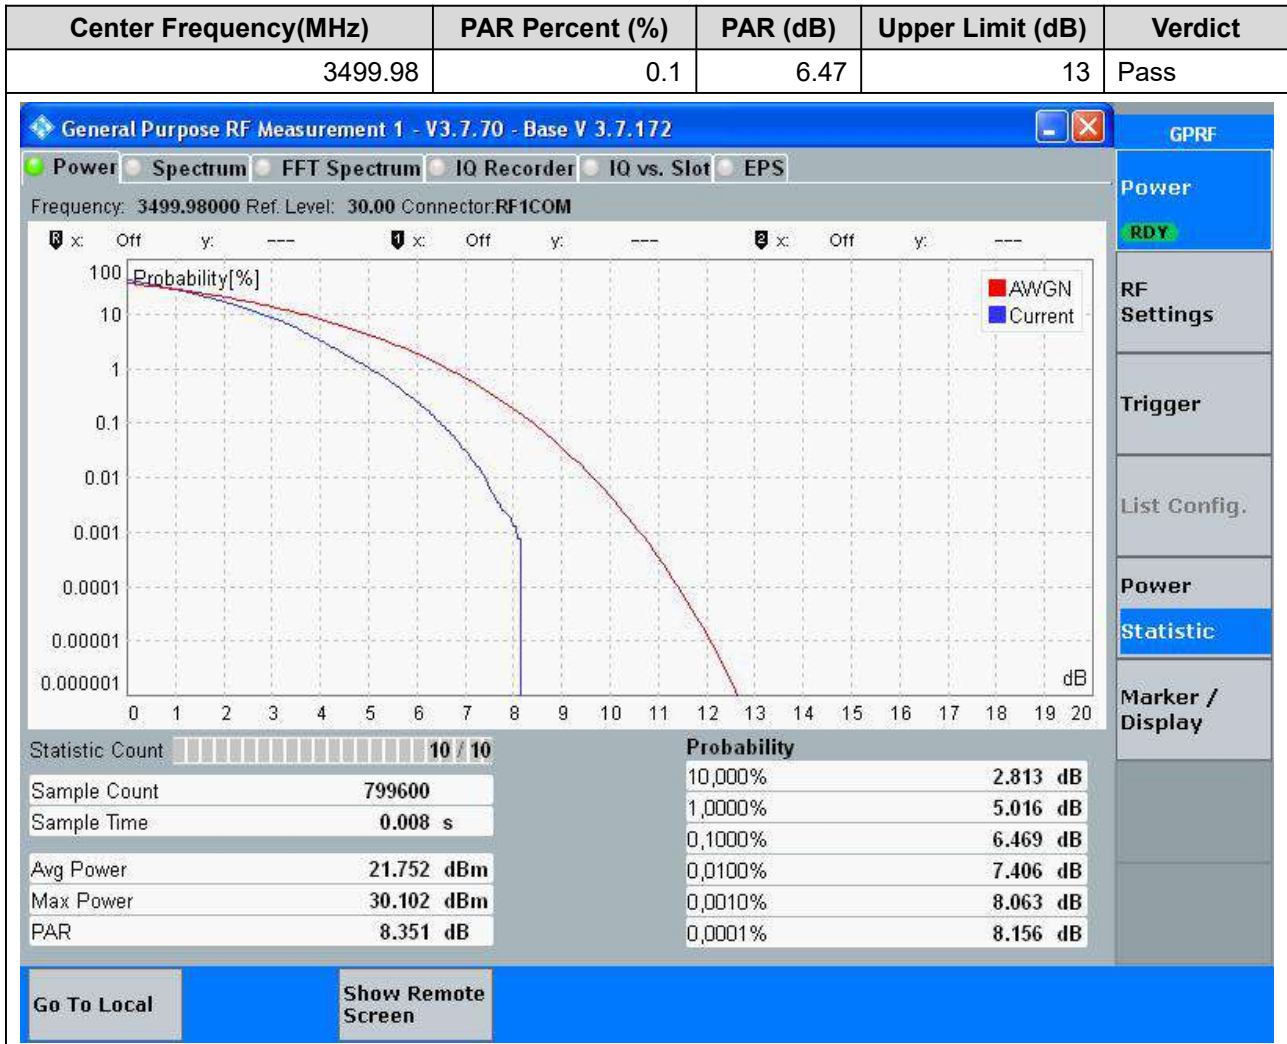 Center Frequency(MHz) PAR Percent (%) PAR (dB) Upper Limit (dB) Verdict
3499.98 0.1 6.47 13 Pass
General Purpose RF Measurement 1 - V3.7.70 - Base V 3.7.172
GPRF
Power Spectrum FFT Spectrum IQ Recorder IQ vs. Slot EPS
Frequency: 3499.98000 Ref. Level: 30.00 Connector:RF1COM
R x: Off y: --- 1 x: Off y: --- 2 x: Off y: ---
Probability[%]
AWGN
Current
100
10
1
0.1
0.01
0.001
0.0001
0.00001
0.000001
dB
0 1 2 3 4 5 6 7 8 9 10 11 12 13 14 15 16 17 18 19 20
Statistic Count 10 / 10
Sample Count 799600
Sample Time 0.008 s
Avg Power 21.752 dBm
Max Power 30.102 dBm
PAR 8.351 dB
Probability
10,000% 2.813 dB
1,0000% 5.016 dB
0,1000% 6.469 dB
0,0100% 7.406 dB
0,0010% 8.063 dB
0,0001% 8.156 dB
Power
RDY
RF
Settings
Trigger
List Config.
Power
Statistic
Marker /
Display
Go To Local
Show Remote
Screen